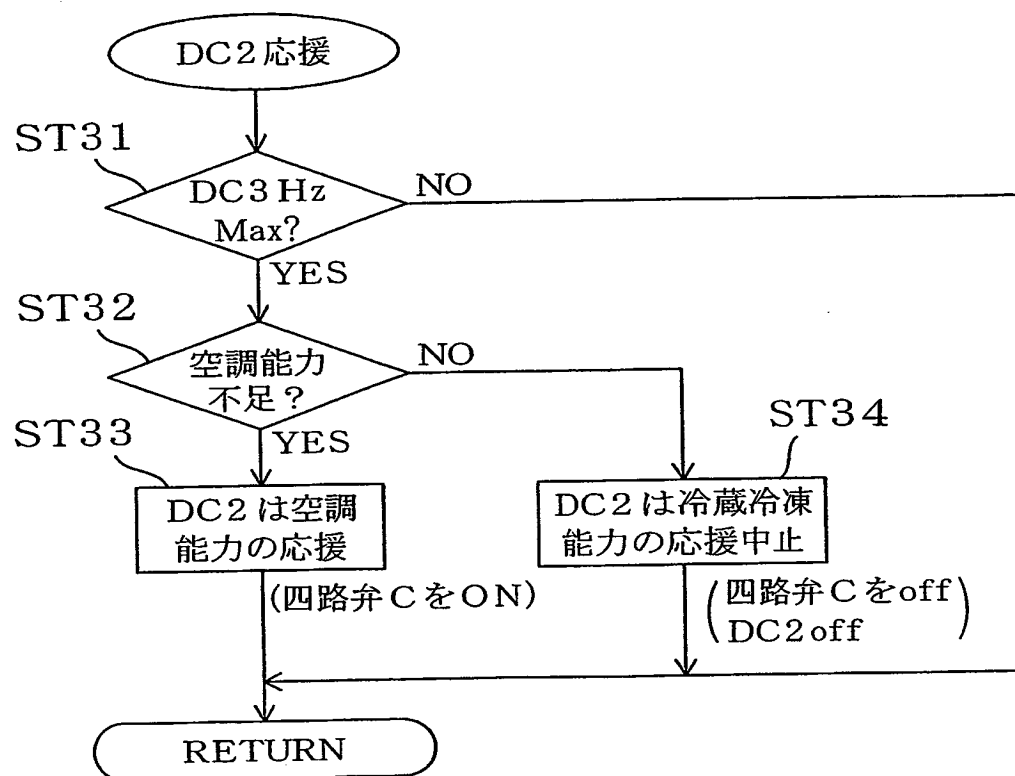 DC2応援
ST31
DC3 Hz
Max?
NO
YES
ST32
空調能力
不足？
NO
YES
ST33
DC2は空調
能力の応援
(四路弁CをON)
ST34
DC2は冷蔵冷凍
能力の応援中止
(四路弁Cをoff
DC2off)
RETURN